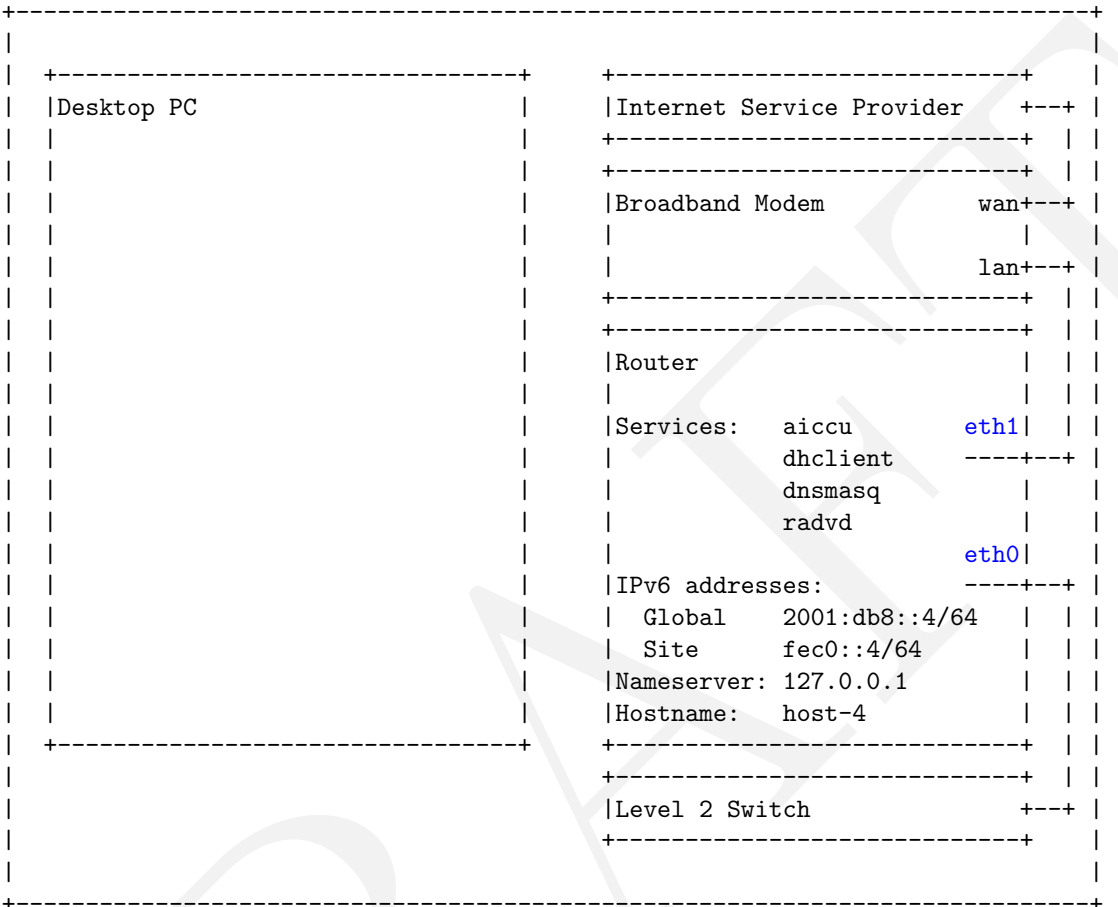 Desktop PC
Internet Service Provider
Broadband Modem wan
lan
Router
Services: aiccu eth1
dhclient
dnsmasq
radvd
eth0
IPv6 addresses:
Global 2001:db8::4/64
Site fec0::4/64
Nameserver: 127.0.0.1
Hostname: host-4
Level 2 Switch